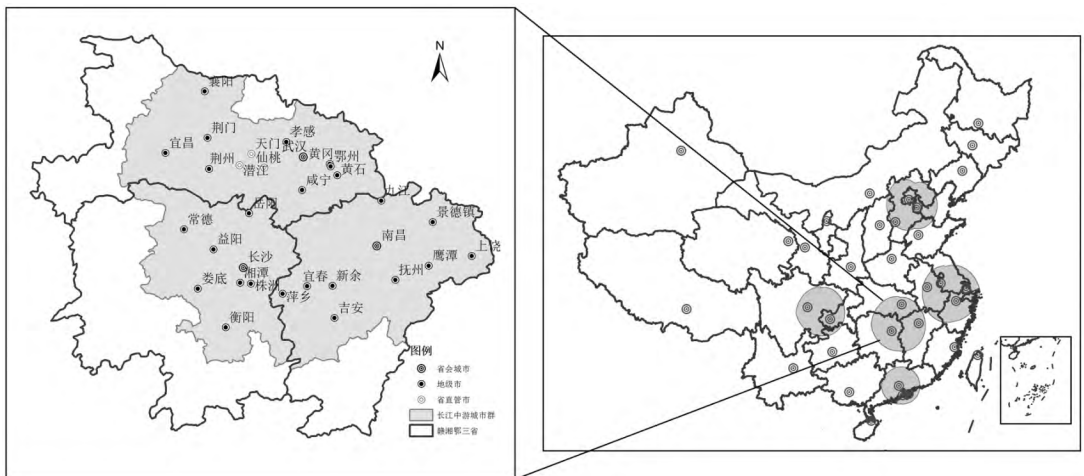 N
襄阳
荆门
宜昌
荆州
天门
仙桃
潜江
孝感
武汉
黄冈
鄂州
黄石
咸宁
九江
岳阳
常德
益阳
长沙
湘潭
株洲
娄底
衡阳
景德镇
南昌
上饶
鹰潭
抚州
宜春
新余
萍乡
吉安
图例
省会城市
地级市
省直管市
长江中游城市群
赣湘鄂三省